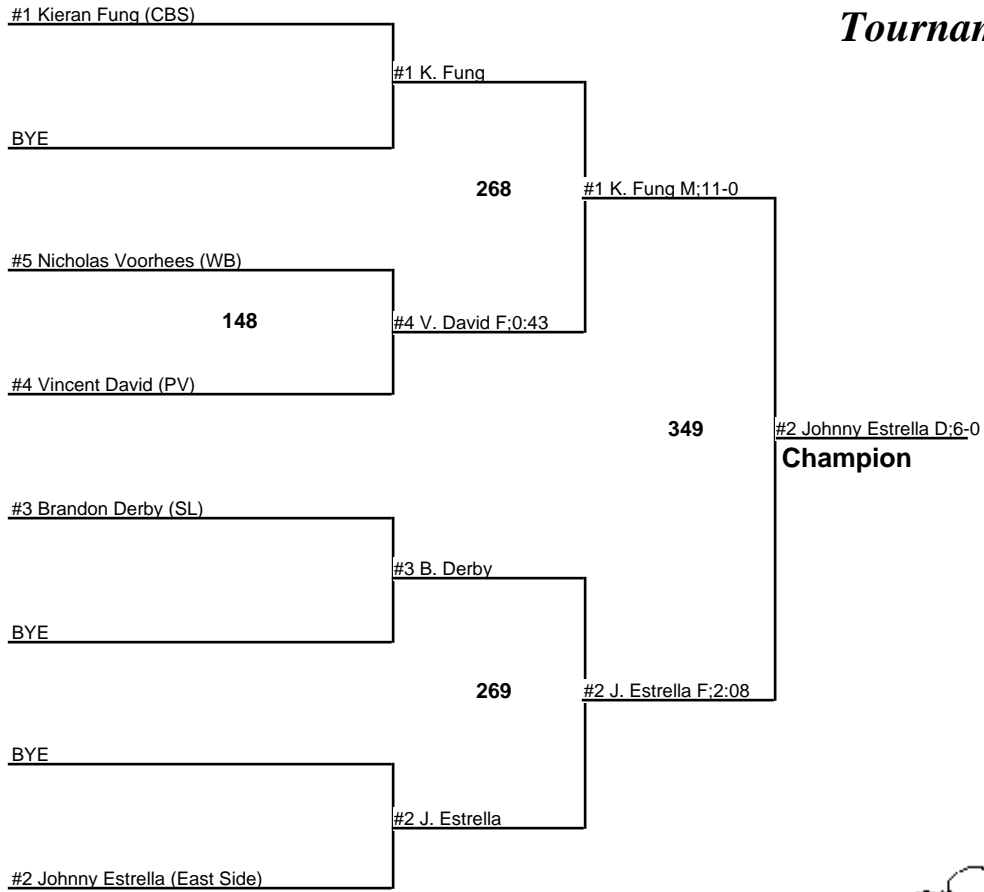 #1 Kieran Fung (CBS)
#1 K. Fung
BYE
268
#1 K. Fung M;11-0
#5 Nicholas Voorhees (WB)
148
#4 V. David F;0:43
#4 Vincent David (PV)
349
#2 Johnny Estrella D;6-0
Champion
#3 Brandon Derby (SL)
#3 B. Derby
BYE
269
#2 J. Estrella F;2:08
BYE
#2 J. Estrella
#2 Johnny Estrella (East Side)